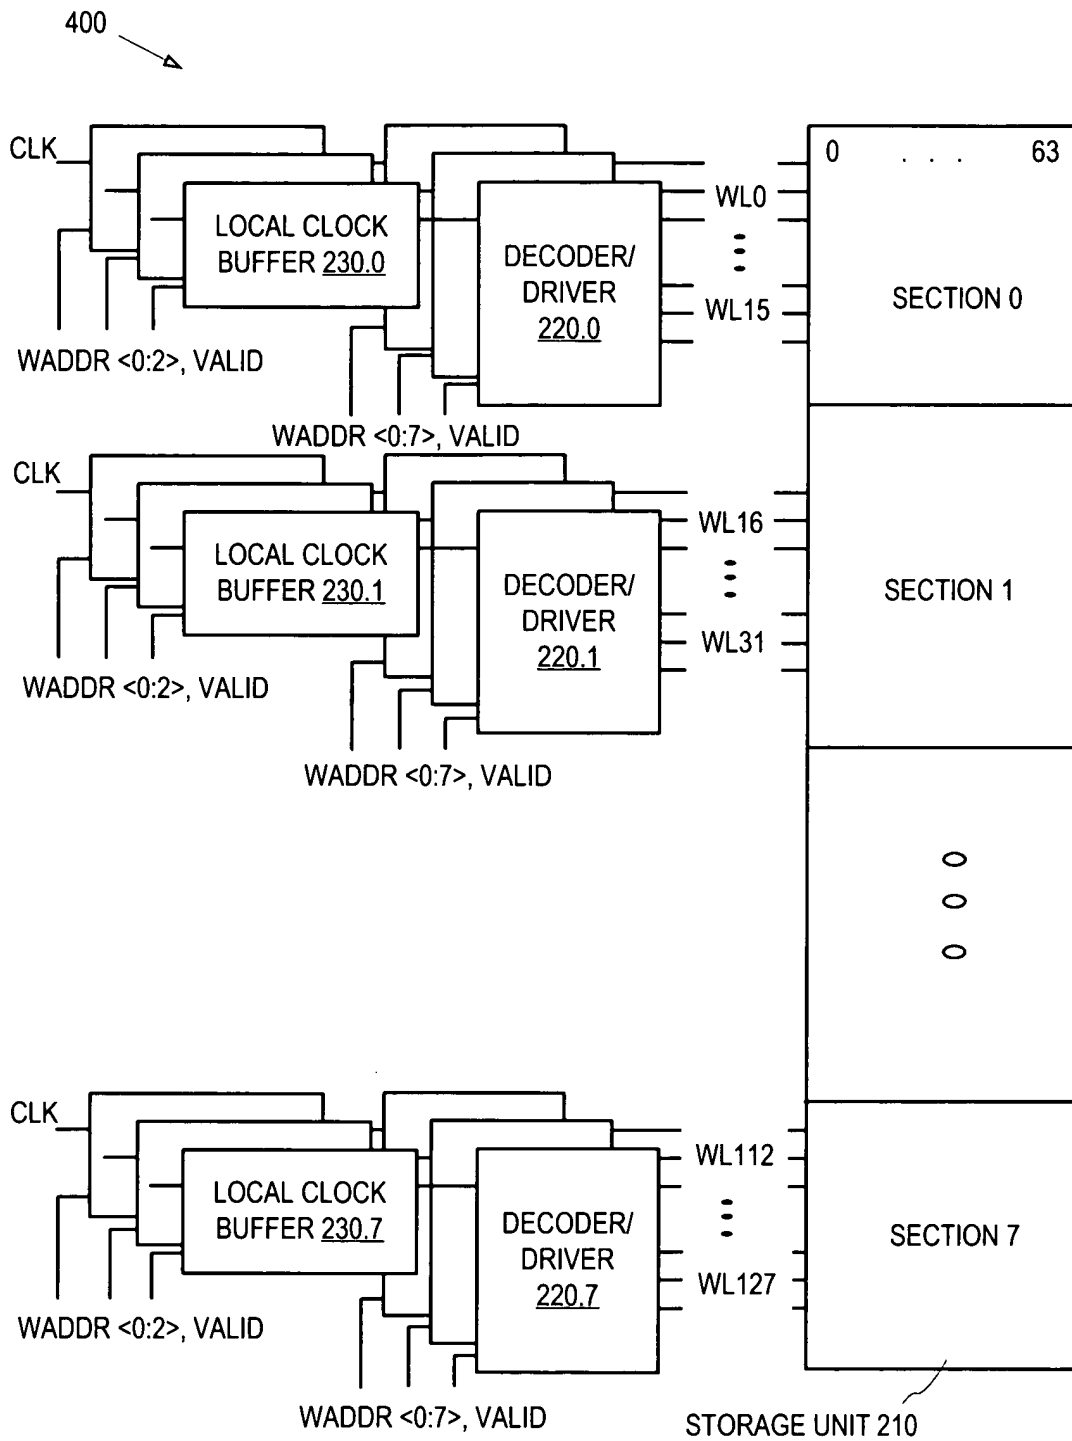 400
CLK
0 . . . 63
LOCAL CLOCK
BUFFER 230.0
DECODER/
DRIVER
220.0
WL0
WL15
SECTION 0
WADDR <0:2>, VALID
WADDR <0:7>, VALID
CLK
LOCAL CLOCK
BUFFER 230.1
DECODER/
DRIVER
220.1
WL16
WL31
SECTION 1
WADDR <0:2>, VALID
WADDR <0:7>, VALID
CLK
LOCAL CLOCK
BUFFER 230.7
DECODER/
DRIVER
220.7
WL112
WL127
SECTION 7
WADDR <0:2>, VALID
WADDR <0:7>, VALID
STORAGE UNIT 210